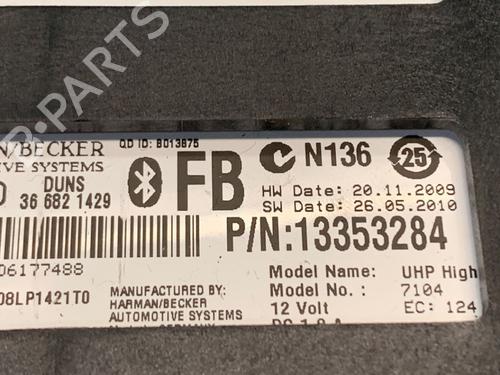 N/BECKER
IVE SYSTEMS
QD ID: B013875
DUNS
36 682 1429
FB
N136
25
HW Date: 20.11.2009
SW Date: 26.05.2010
P/N:13353284
06177488
08LP1421T0
MANUFACTURED BY:
HARMAN/BECKER
AUTOMOTIVE SYSTEMS
Model Name: UHP High
Model No.: 7104
12 Volt EC: 124
B-Parts